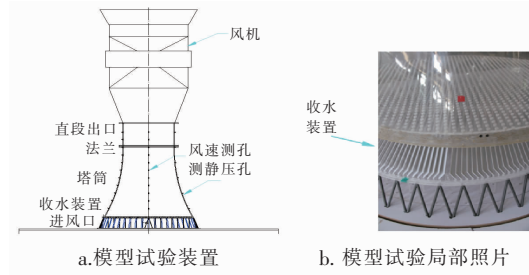 风机
直段出口
法兰
风速测孔
测静压孔
塔筒
收水装置
进风口
a.模型试验装置
收水
装置
b. 模型试验局部照片